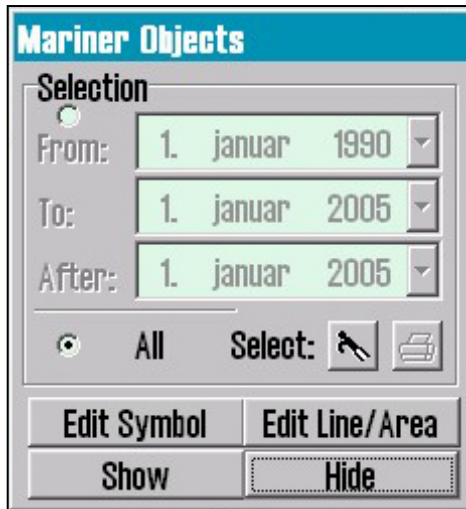 Mariner Objects
Selection
From: 1. januar 1990
To: 1. januar 2005
After: 1. januar 2005
All Select:
Edit Symbol Edit Line/Area
Show Hide